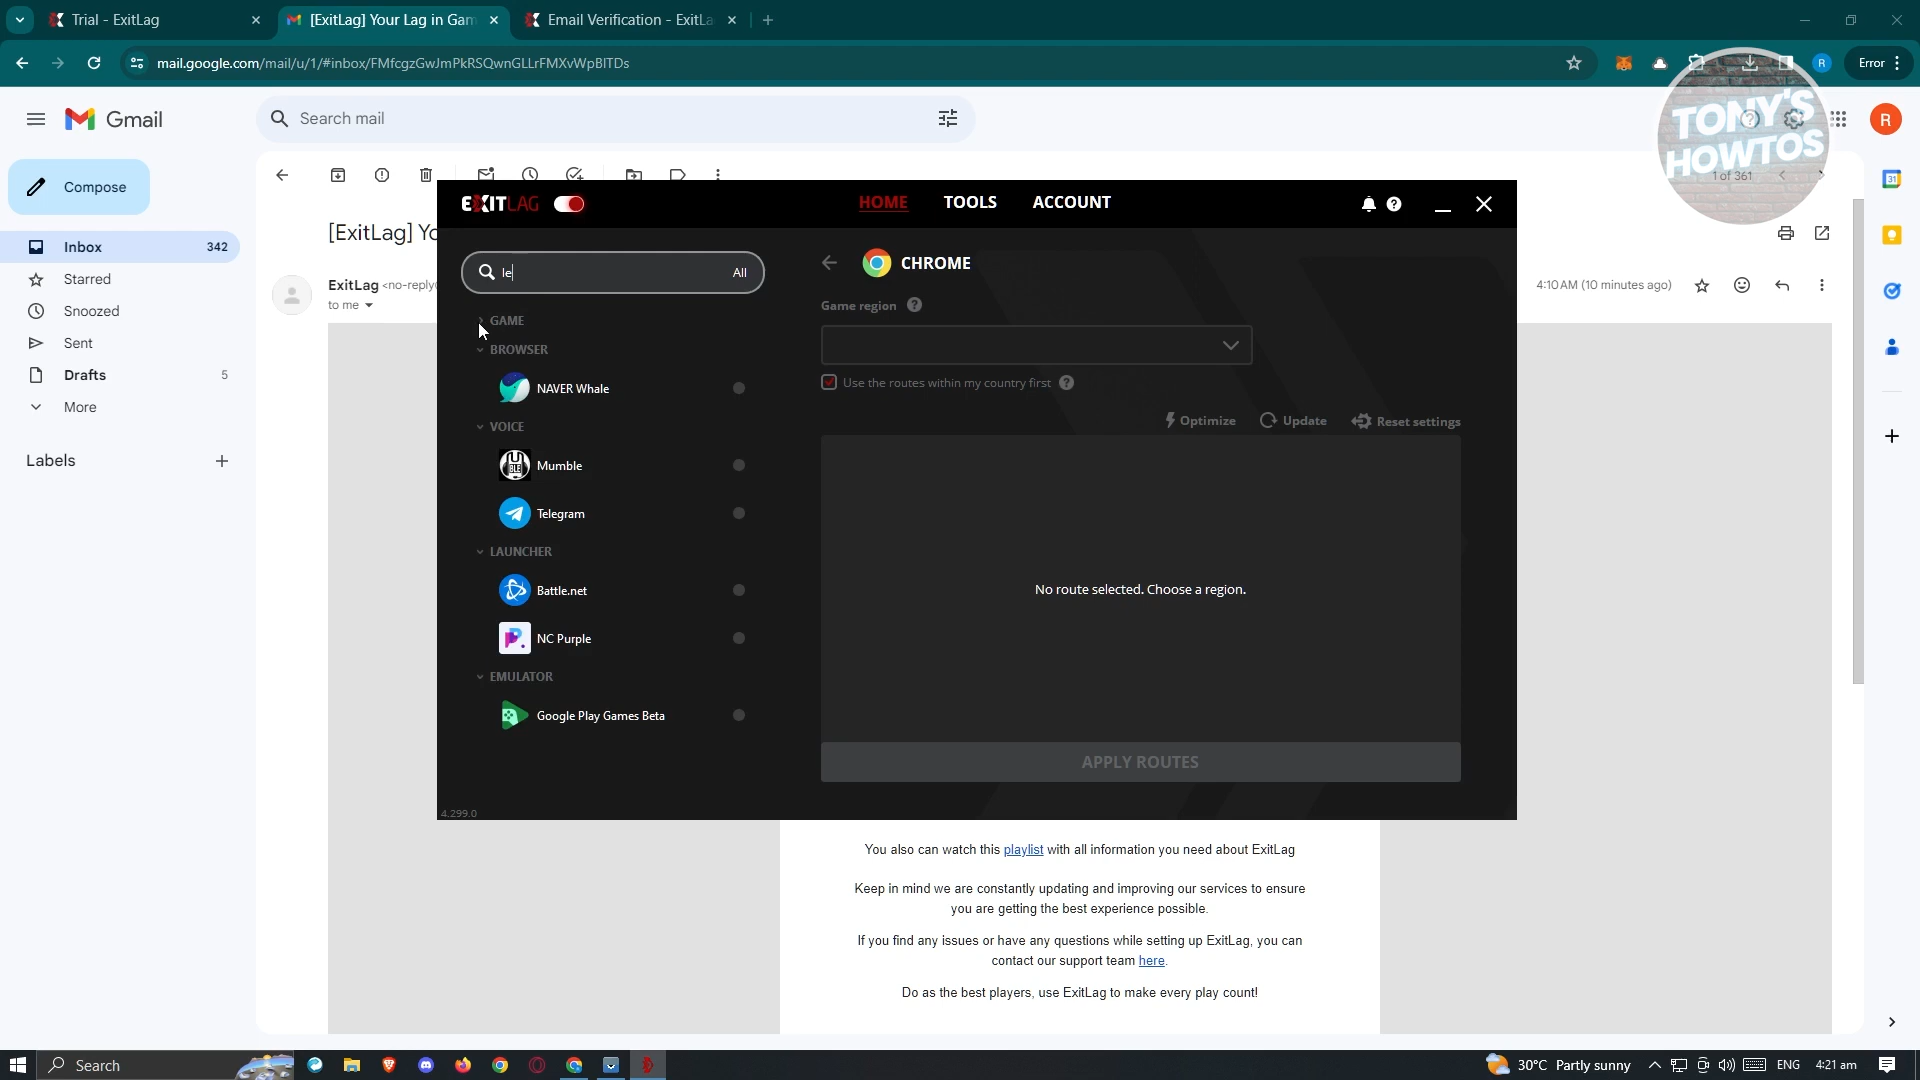 Trial - ExitLag
[ExitLag] Your Lag in Gam
Email Verification - ExitLa
mail.google.com/mail/u/1/#inbox/FMfcgzGwJmPkRSQwnGLLrFMXvWpBlTDs
R
Error
Gmail
Search mail
R
TONY'S
HOWTOS
Compose
1 of 361
Inbox 342
Starred
Snoozed
Sent
Drafts 5
More
Labels
[ExitLag] Yo
ExitLag <no-reply@
to me
4:10 AM (10 minutes ago)
31
EXITLAG
HOME TOOLS ACCOUNT
le
All
GAME
BROWSER
NAVER Whale
VOICE
Mumble
Telegram
LAUNCHER
Battle.net
NC Purple
EMULATOR
Google Play Games Beta
4.299.0
CHROME
Game region
Use the routes within my country first
Optimize Update Reset settings
No route selected. Choose a region.
APPLY ROUTES
You also can watch this playlist with all information you need about ExitLag
Keep in mind we are constantly updating and improving our services to ensure
you are getting the best experience possible.
If you find any issues or have any questions while setting up ExitLag, you can
contact our support team here.
Do as the best players, use ExitLag to make every play count!
Search
30°C Partly sunny
ENG
4:21 am